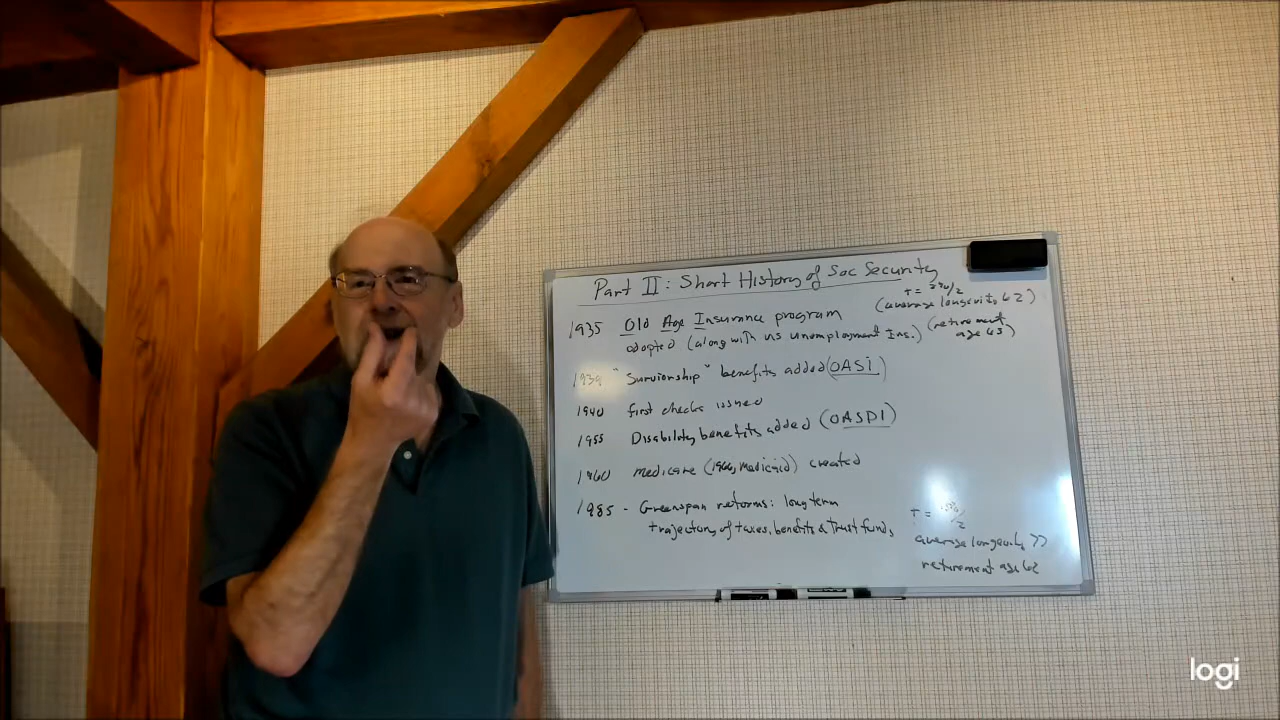 Part II: Short History of Soc Security
(average longevity 62)
1935 Old Age Insurance program
adopted (along with US Unemployment Ins.) (retirement
age 65)
"Survivorship" benefits added (OASI)
1940 first checks issued
1955 Disability benefits added (OASDI)
1960 medicare (1966, medicaid) created
1985 - Greenspan reforms: long term
trajectory of taxes, benefits & trust funds
average longevity >>
retirement age 62
logi